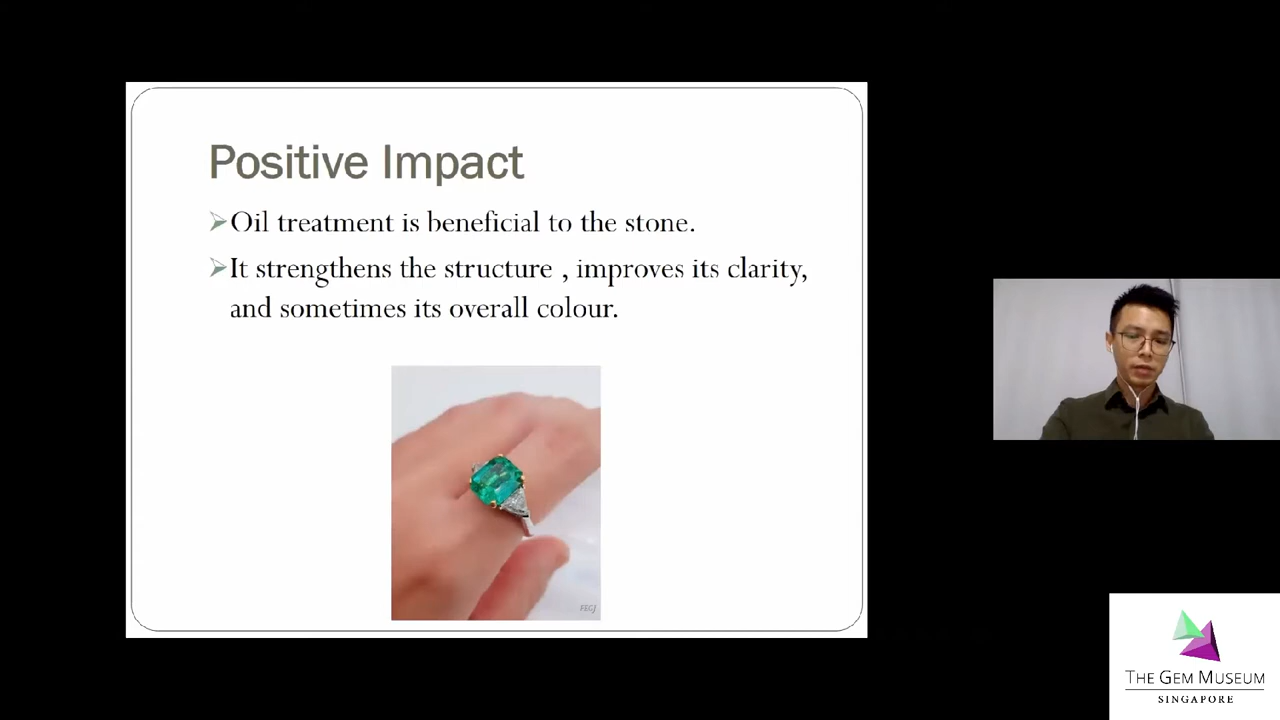 Positive Impact
Oil treatment is beneficial to the stone.
It strengthens the structure , improves its clarity,
and sometimes its overall colour.
FEGJ
THE GEM MUSEUM
SINGAPORE